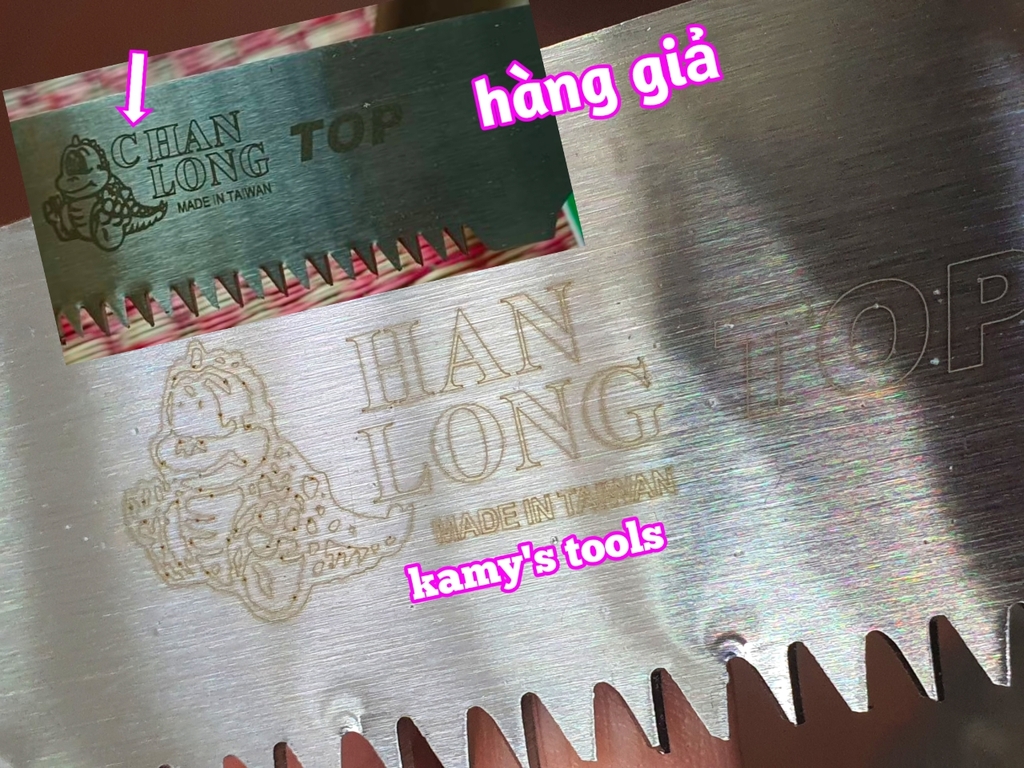 CHAN
LONG
MADE IN TAIWAN
TOP
hàng giả
HAN
LONG
MADE IN TAIWAN
TOP
kamy's tools